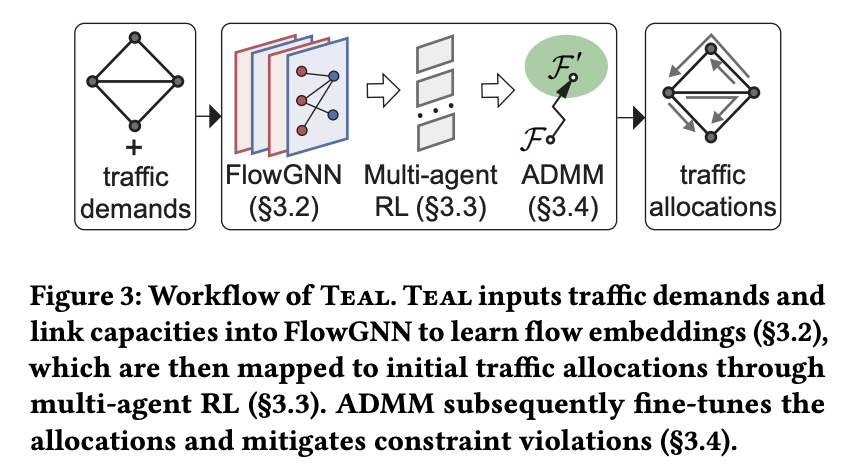 ℱ′
ℱ
+
traffic
demands
FlowGNN
(§3.2)
Multi-agent
RL (§3.3)
ADMM
(§3.4)
traffic
allocations
Figure 3: Workflow of Teal. Teal inputs traffic demands and
link capacities into FlowGNN to learn flow embeddings (§3.2),
which are then mapped to initial traffic allocations through
multi-agent RL (§3.3). ADMM subsequently fine-tunes the
allocations and mitigates constraint violations (§3.4).